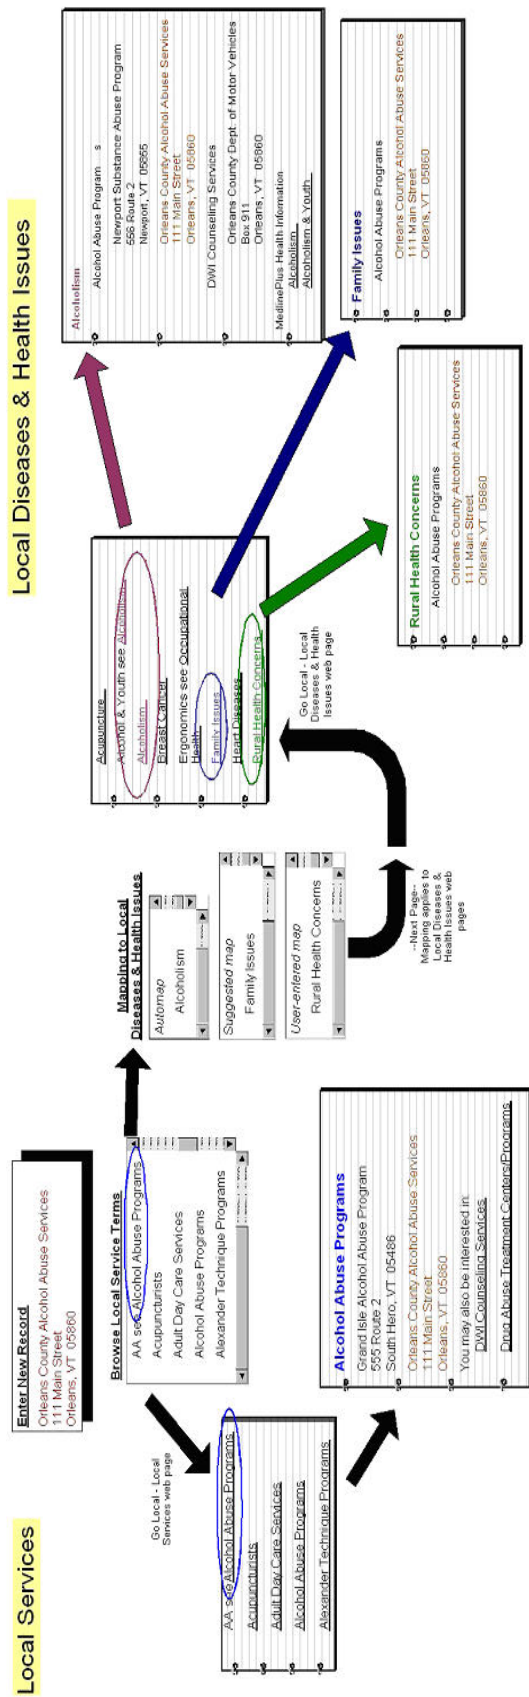 Local Services
Local Diseases & Health Issues
Enter New Record
Orleans County Alcohol Abuse Services
111 Main Street
Orleans, VT 05860
Browse Local Service Terms
AA see Alcohol Abuse Programs
Acupuncturists
Adult Day Care Services
Alcohol Abuse Programs
Alexander Technique Programs
Go Local - Local
Services web page
AA see Alcohol Abuse Programs
Acupuncturists
Adult Day Care Services
Alcohol Abuse Programs
Alexander Technique Programs
Alcohol Abuse Programs
Grand Isle Alcohol Abuse Program
555 Route 2
South Hero, VT 05486
Orleans County Alcohol Abuse Services
111 Main Street
Orleans, VT 05860
You may also be interested in:
DWI Counseling Services
Drug Abuse Treatment Centers/Programs
Mapping to Local
Diseases & Health Issues
Automap
Alcoholism
Suggested map
Family Issues
User-entered map
Rural Health Concerns
--Next Page--
Mapping applies to
Local Diseases &
Health Issues web
pages
Go Local - Local
Diseases & Health
Issues web page
Acupuncture
Alcohol & Youth see Alcoholism
Alcoholism
Breast Cancer
Ergonomics see Occupational
Health
Family Issues
Heart Diseases
Rural Health Concerns
Alcoholism
Alcohol Abuse Program s
Newport Substance Abuse Program
556 Route 2
Newport, VT 05855
Orleans County Alcohol Abuse Services
111 Main Street
Orleans, VT 05860
DWI Counseling Services
Orleans County Dept. of Motor Vehicles
Box 911
Orleans, VT 05860
MedlinePlus Health Information
Alcoholism
Alcoholism & Youth
Family Issues
Alcohol Abuse Programs
Orleans County Alcohol Abuse Services
111 Main Street
Orleans, VT 05860
Rural Health Concerns
Alcohol Abuse Programs
Orleans County Alcohol Abuse Services
111 Main Street
Orleans, VT 05860